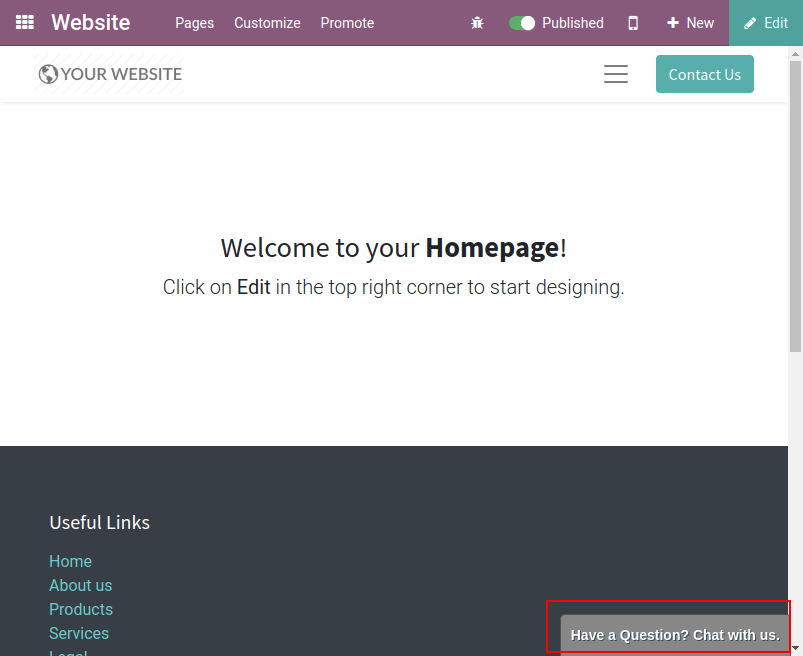 Website Pages Customize Promote Published New Edit
YOUR WEBSITE Contact Us
Welcome to your Homepage!
Click on Edit in the top right corner to start designing.
Useful Links
Home
About us
Products
Services
Legal
Have a Question? Chat with us.